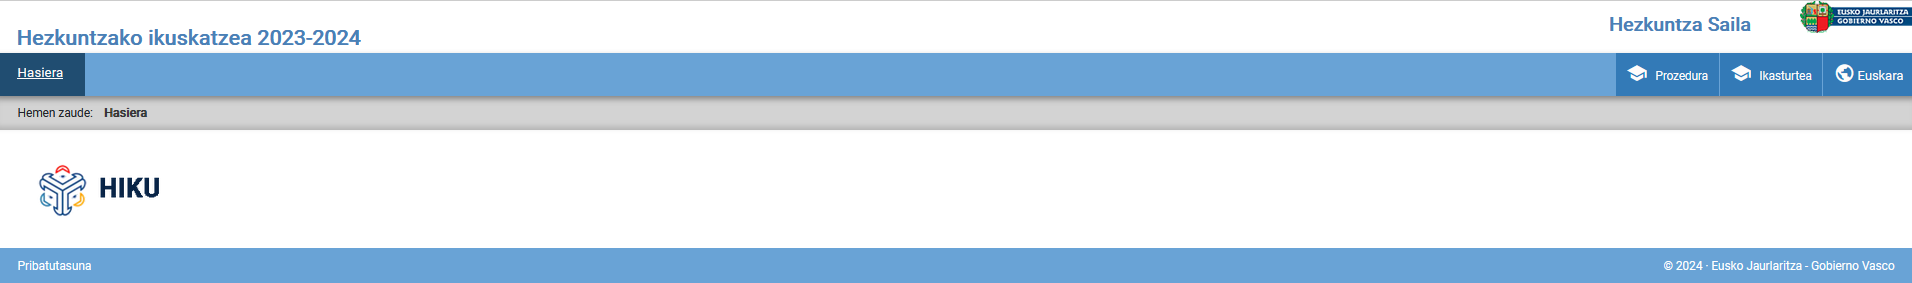 Hezkuntzako ikuskatzea 2023-2024
Hezkuntza Saila
EUSKO JAURLARITZA
GOBIERNO VASCO
Hasiera
Prozedura
Ikasturtea
Euskara
Hemen zaude: Hasiera
HIKU
Pribatutasuna
© 2024 · Eusko Jaurlaritza - Gobierno Vasco